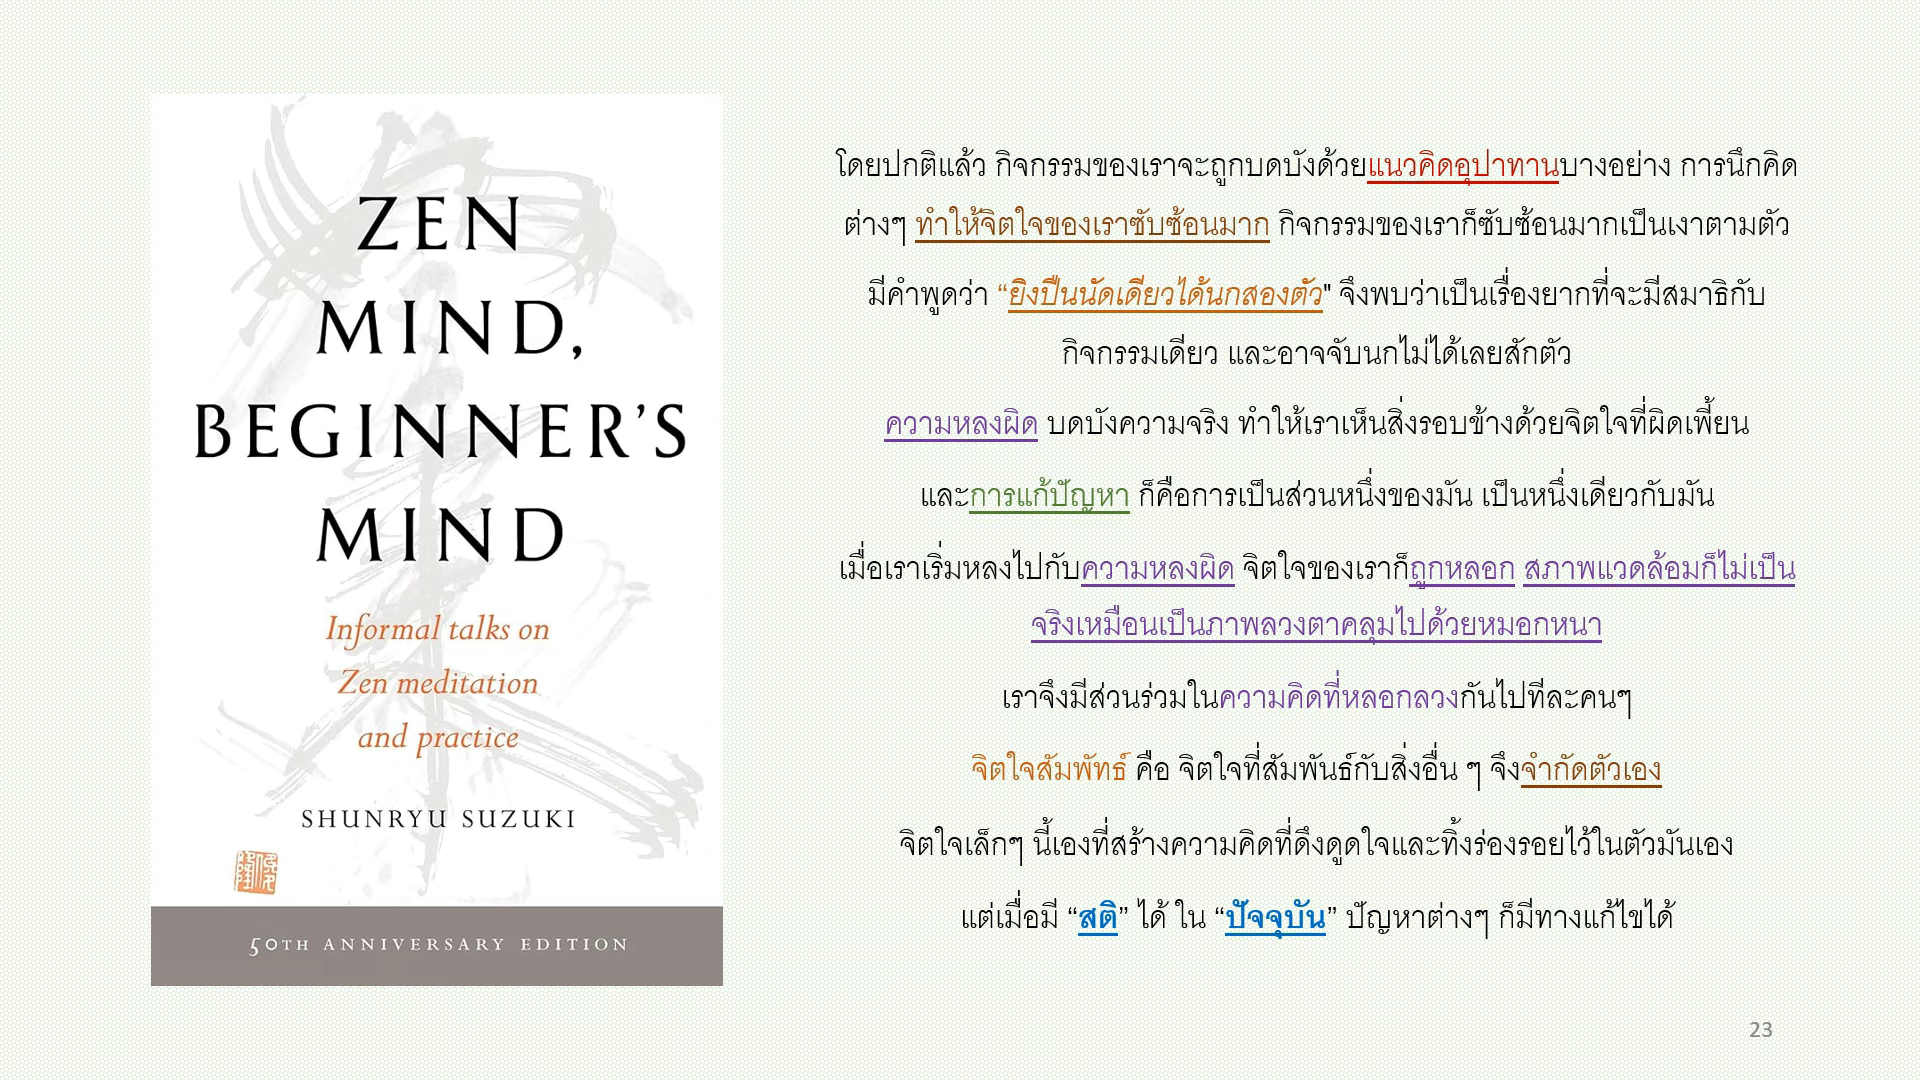 ZEN
MIND,
BEGINNER'S
MIND
Informal talks on
Zen meditation
and practice
SHUNRYU SUZUKI
50TH ANNIVERSARY EDITION
โดยปกติแล้ว กิจกรรมของเราจะถูกบดบังด้วยแนวคิดอุปาทานบางอย่าง การนึกคิด
ต่างๆ ทำให้จิตใจของเราซับซ้อนมาก กิจกรรมของเราก็ซับซ้อนมากเป็นเงาตามตัว
มีคำพูดว่า “ยิงปืนนัดเดียวได้นกสองตัว" จึงพบว่าเป็นเรื่องยากที่จะมีสมาธิกับ
กิจกรรมเดียว และอาจจับนกไม่ได้เลยสักตัว
ความหลงผิด บดบังความจริง ทำให้เราเห็นสิ่งรอบข้างด้วยจิตใจที่ผิดเพี้ยน
และการแก้ปัญหา ก็คือการเป็นส่วนหนึ่งของมัน เป็นหนึ่งเดียวกับมัน
เมื่อเราเริ่มหลงไปกับความหลงผิด จิตใจของเราก็ถูกหลอก สภาพแวดล้อมก็ไม่เป็น
จริงเหมือนเป็นภาพลวงตาคลุมไปด้วยหมอกหนา
เราจึงมีส่วนร่วมในความคิดที่หลอกลวงกันไปทีละคนๆ
จิตใจสัมพัทธ์ คือ จิตใจที่สัมพันธ์กับสิ่งอื่น ๆ จึงจำกัดตัวเอง
จิตใจเล็กๆ นี้เองที่สร้างความคิดที่ดึงดูดใจและทิ้งร่องรอยไว้ในตัวมันเอง
แต่เมื่อมี “สติ” ได้ ใน “ปัจจุบัน” ปัญหาต่างๆ ก็มีทางแก้ไขได้
23